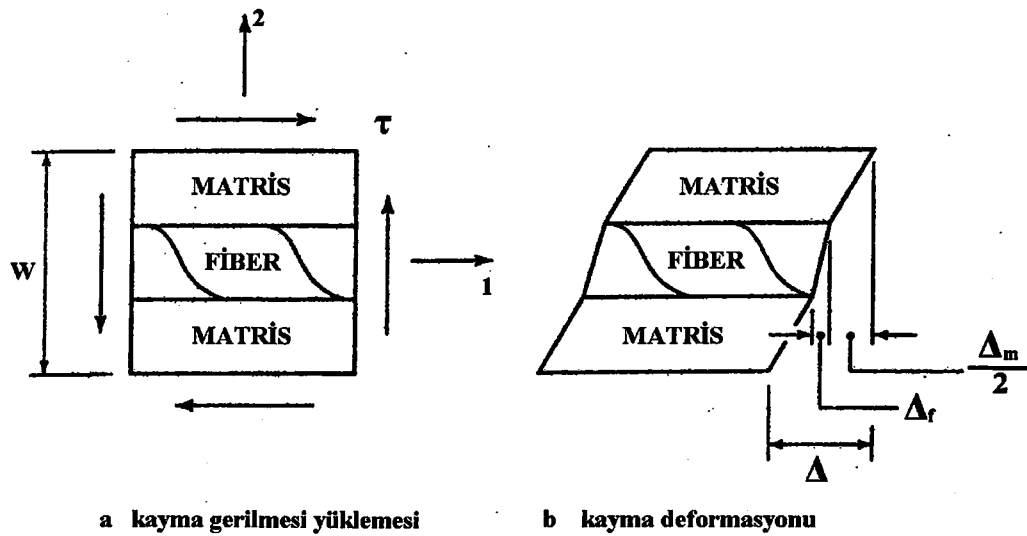 2
τ
MATRİS
W
FİBER
1
MATRİS
MATRİS
FİBER
MATRİS
Δm
2
Δf
Δ
a kayma gerilmesi yüklemesi
b kayma deformasyonu